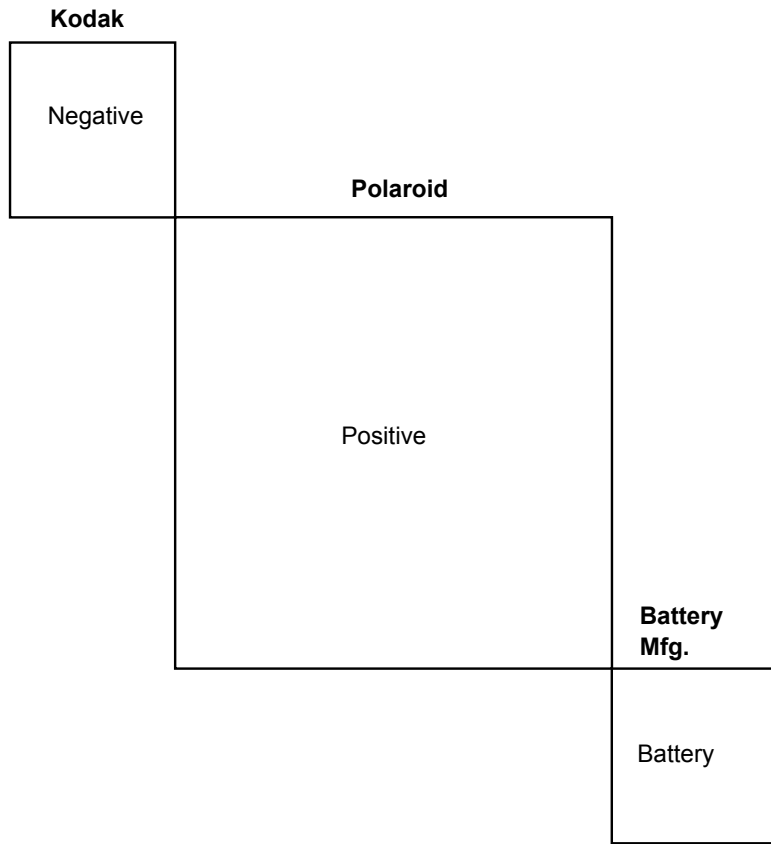 Kodak
Negative
Polaroid
Positive
Battery
Mfg.
Battery